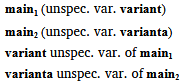 main₁ (unspec. var. variant)
main₂ (unspec. var. varianta)
variant unspec. var. of main₁
varianta unspec. var. of main₂